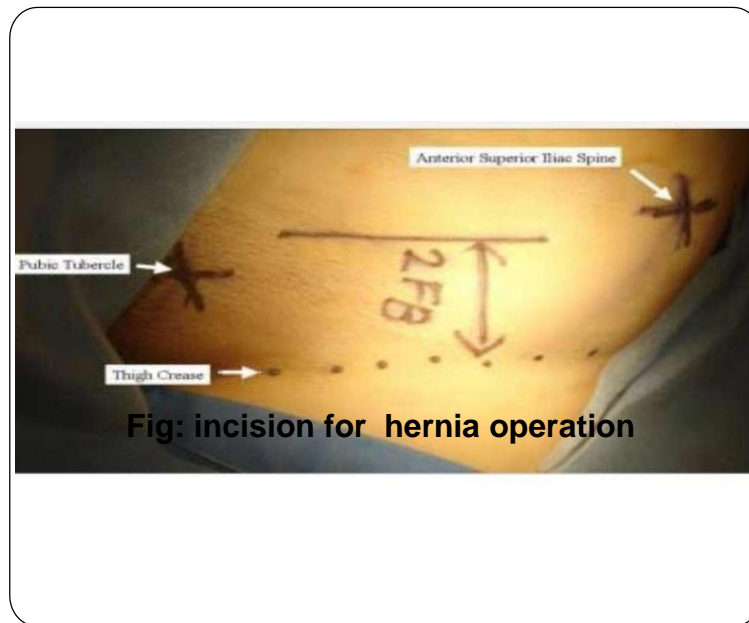 Anterior Superior Iliac Spine
Pubic Tubercle
2FB
Thigh Crease
Fig: incision for hernia operation